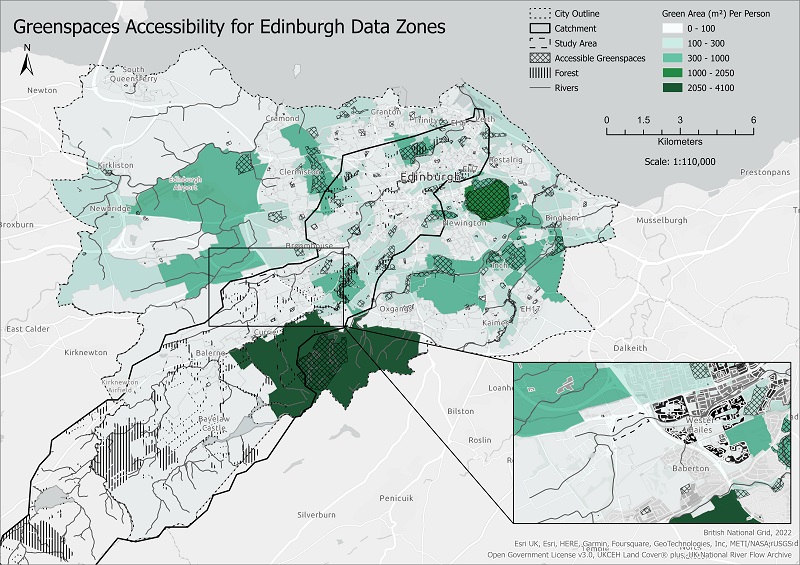 Greenspaces Accessibility for Edinburgh Data Zones
City Outline
Catchment
Study Area
Accessible Greenspaces
Forest
Rivers
Green Area (m²) Per Person
0 - 100
100 - 300
300 - 1000
1000 - 2050
2050 - 4100
N
0 1.5 3 6
Kilometers
Scale: 1:110,000
South
Queensferry
Newton
Cramond
Granton
Trinity
Leith
Kirkliston
Clermiston
Restalrig
Prestonpans
Edinburgh
Airport
Edinburgh
Newbridge
Musselburgh
Broxburn
Newington
Bingham
Broomhouse
East Calder
Oxgangs
Kaimes
EH17
Currie
Dalkeith
Kirknewton
Balerno
Kirknewton
Airfield
Loanh
Bilston
Bavelaw
Castle
Roslin
Wester
Hailes
Baberton
Penicuik
Silverburn
British National Grid, 2022
Esri UK, Esri, HERE, Garmin, Foursquare, GeoTechnologies, Inc, METI/NASA/USGS
Open Government License v3.0, UKCEH Land Cover® plus, UK National River Flow Archive
Temple